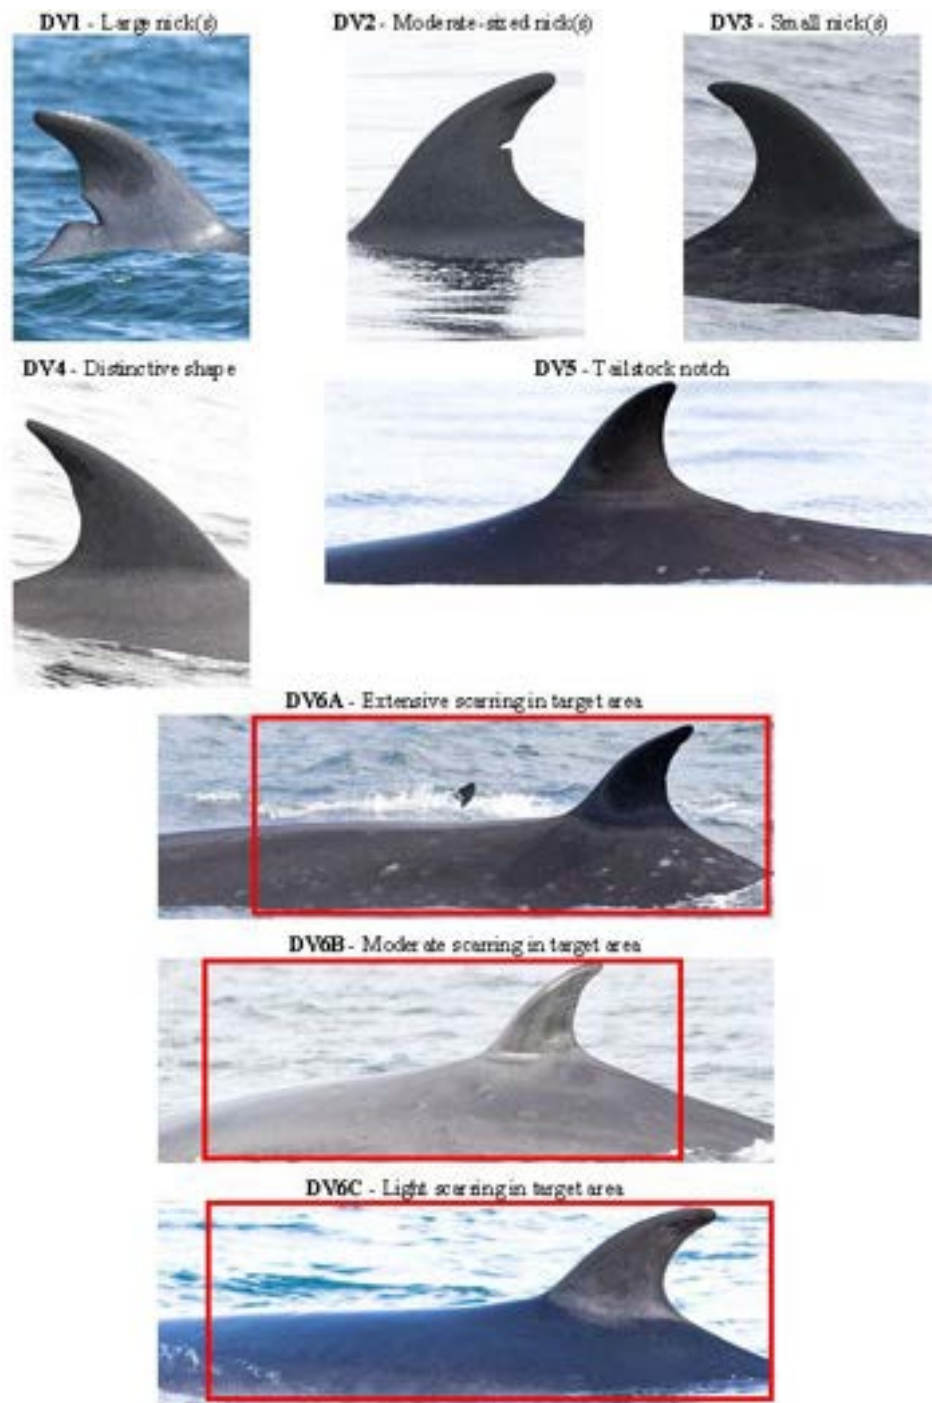 DV1 - Large nick(s)
DV2 - Moderate-sized nick(s)
DV3 - Small nick(s)
DV4 - Distinctive shape
DV5 - Tailstock notch
DV6A - Extensive scarring in target area
DV6B - Moderate scarring in target area
DV6C - Light scarring in target area